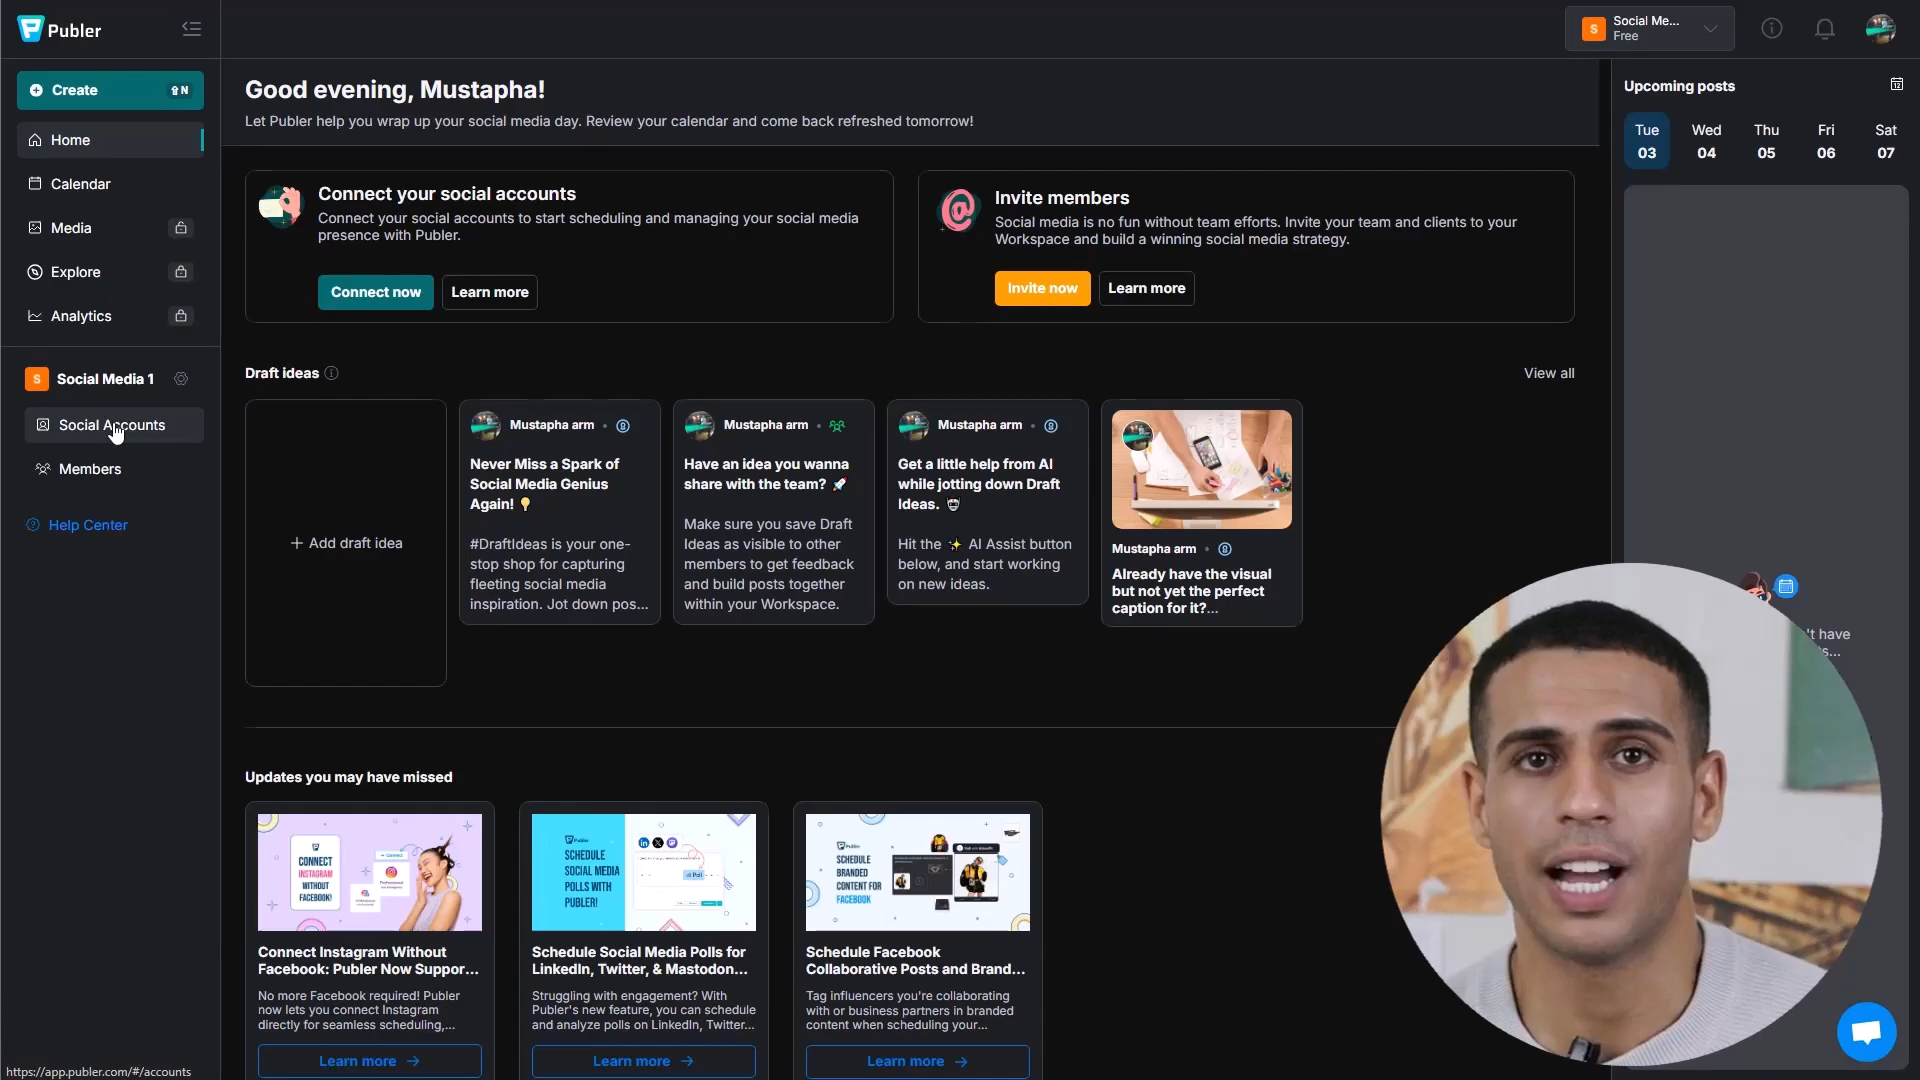 Publer
Social Me...
Free
S
Create
N
Home
Calendar
Media
Explore
Analytics
S
Social Media 1
Social Accounts
Members
Help Center
Good evening, Mustapha!
Let Publer help you wrap up your social media day. Review your calendar and come back refreshed tomorrow!
Connect your social accounts
Connect your social accounts to start scheduling and managing your social media
presence with Publer.
Connect now
Learn more
Invite members
Social media is no fun without team efforts. Invite your team and clients to your
Workspace and build a winning social media strategy.
Invite now
Learn more
Draft ideas
View all
+ Add draft idea
Mustapha arm
Never Miss a Spark of
Social Media Genius
Again! 💡
#DraftIdeas is your one-
stop shop for capturing
fleeting social media
inspiration. Jot down pos...
Mustapha arm
Have an idea you wanna
share with the team? 🚀
Make sure you save Draft
Ideas as visible to other
members to get feedback
and build posts together
within your Workspace.
Mustapha arm
Get a little help from AI
while jotting down Draft
Ideas. 🤖
Hit the ✨ AI Assist button
below, and start working
on new ideas.
Mustapha arm
Already have the visual
but not yet the perfect
caption for it?...
Updates you may have missed
CONNECT
INSTAGRAM
WITHOUT
FACEBOOK!
Connect Instagram Without
Facebook: Publer Now Suppor...
No more Facebook required! Publer
now lets you connect Instagram
directly for seamless scheduling,...
Learn more →
Publer
SCHEDULE
SOCIAL MEDIA
POLLS WITH
PUBLER!
Poll
Schedule Social Media Polls for
LinkedIn, Twitter, & Mastodon...
Struggling with engagement? With
Publer's new feature, you can schedule
and analyze polls on LinkedIn, Twitter...
Learn more →
Publer
SCHEDULE
BRANDED
CONTENT FOR
FACEBOOK
Schedule Facebook
Collaborative Posts and Brand...
Tag influencers you're collaborating
with or business partners in branded
content when scheduling your...
Learn more →
Upcoming posts
Tue
03
Wed
04
Thu
05
Fri
06
Sat
07
't have
https://app.publer.com/#/accounts